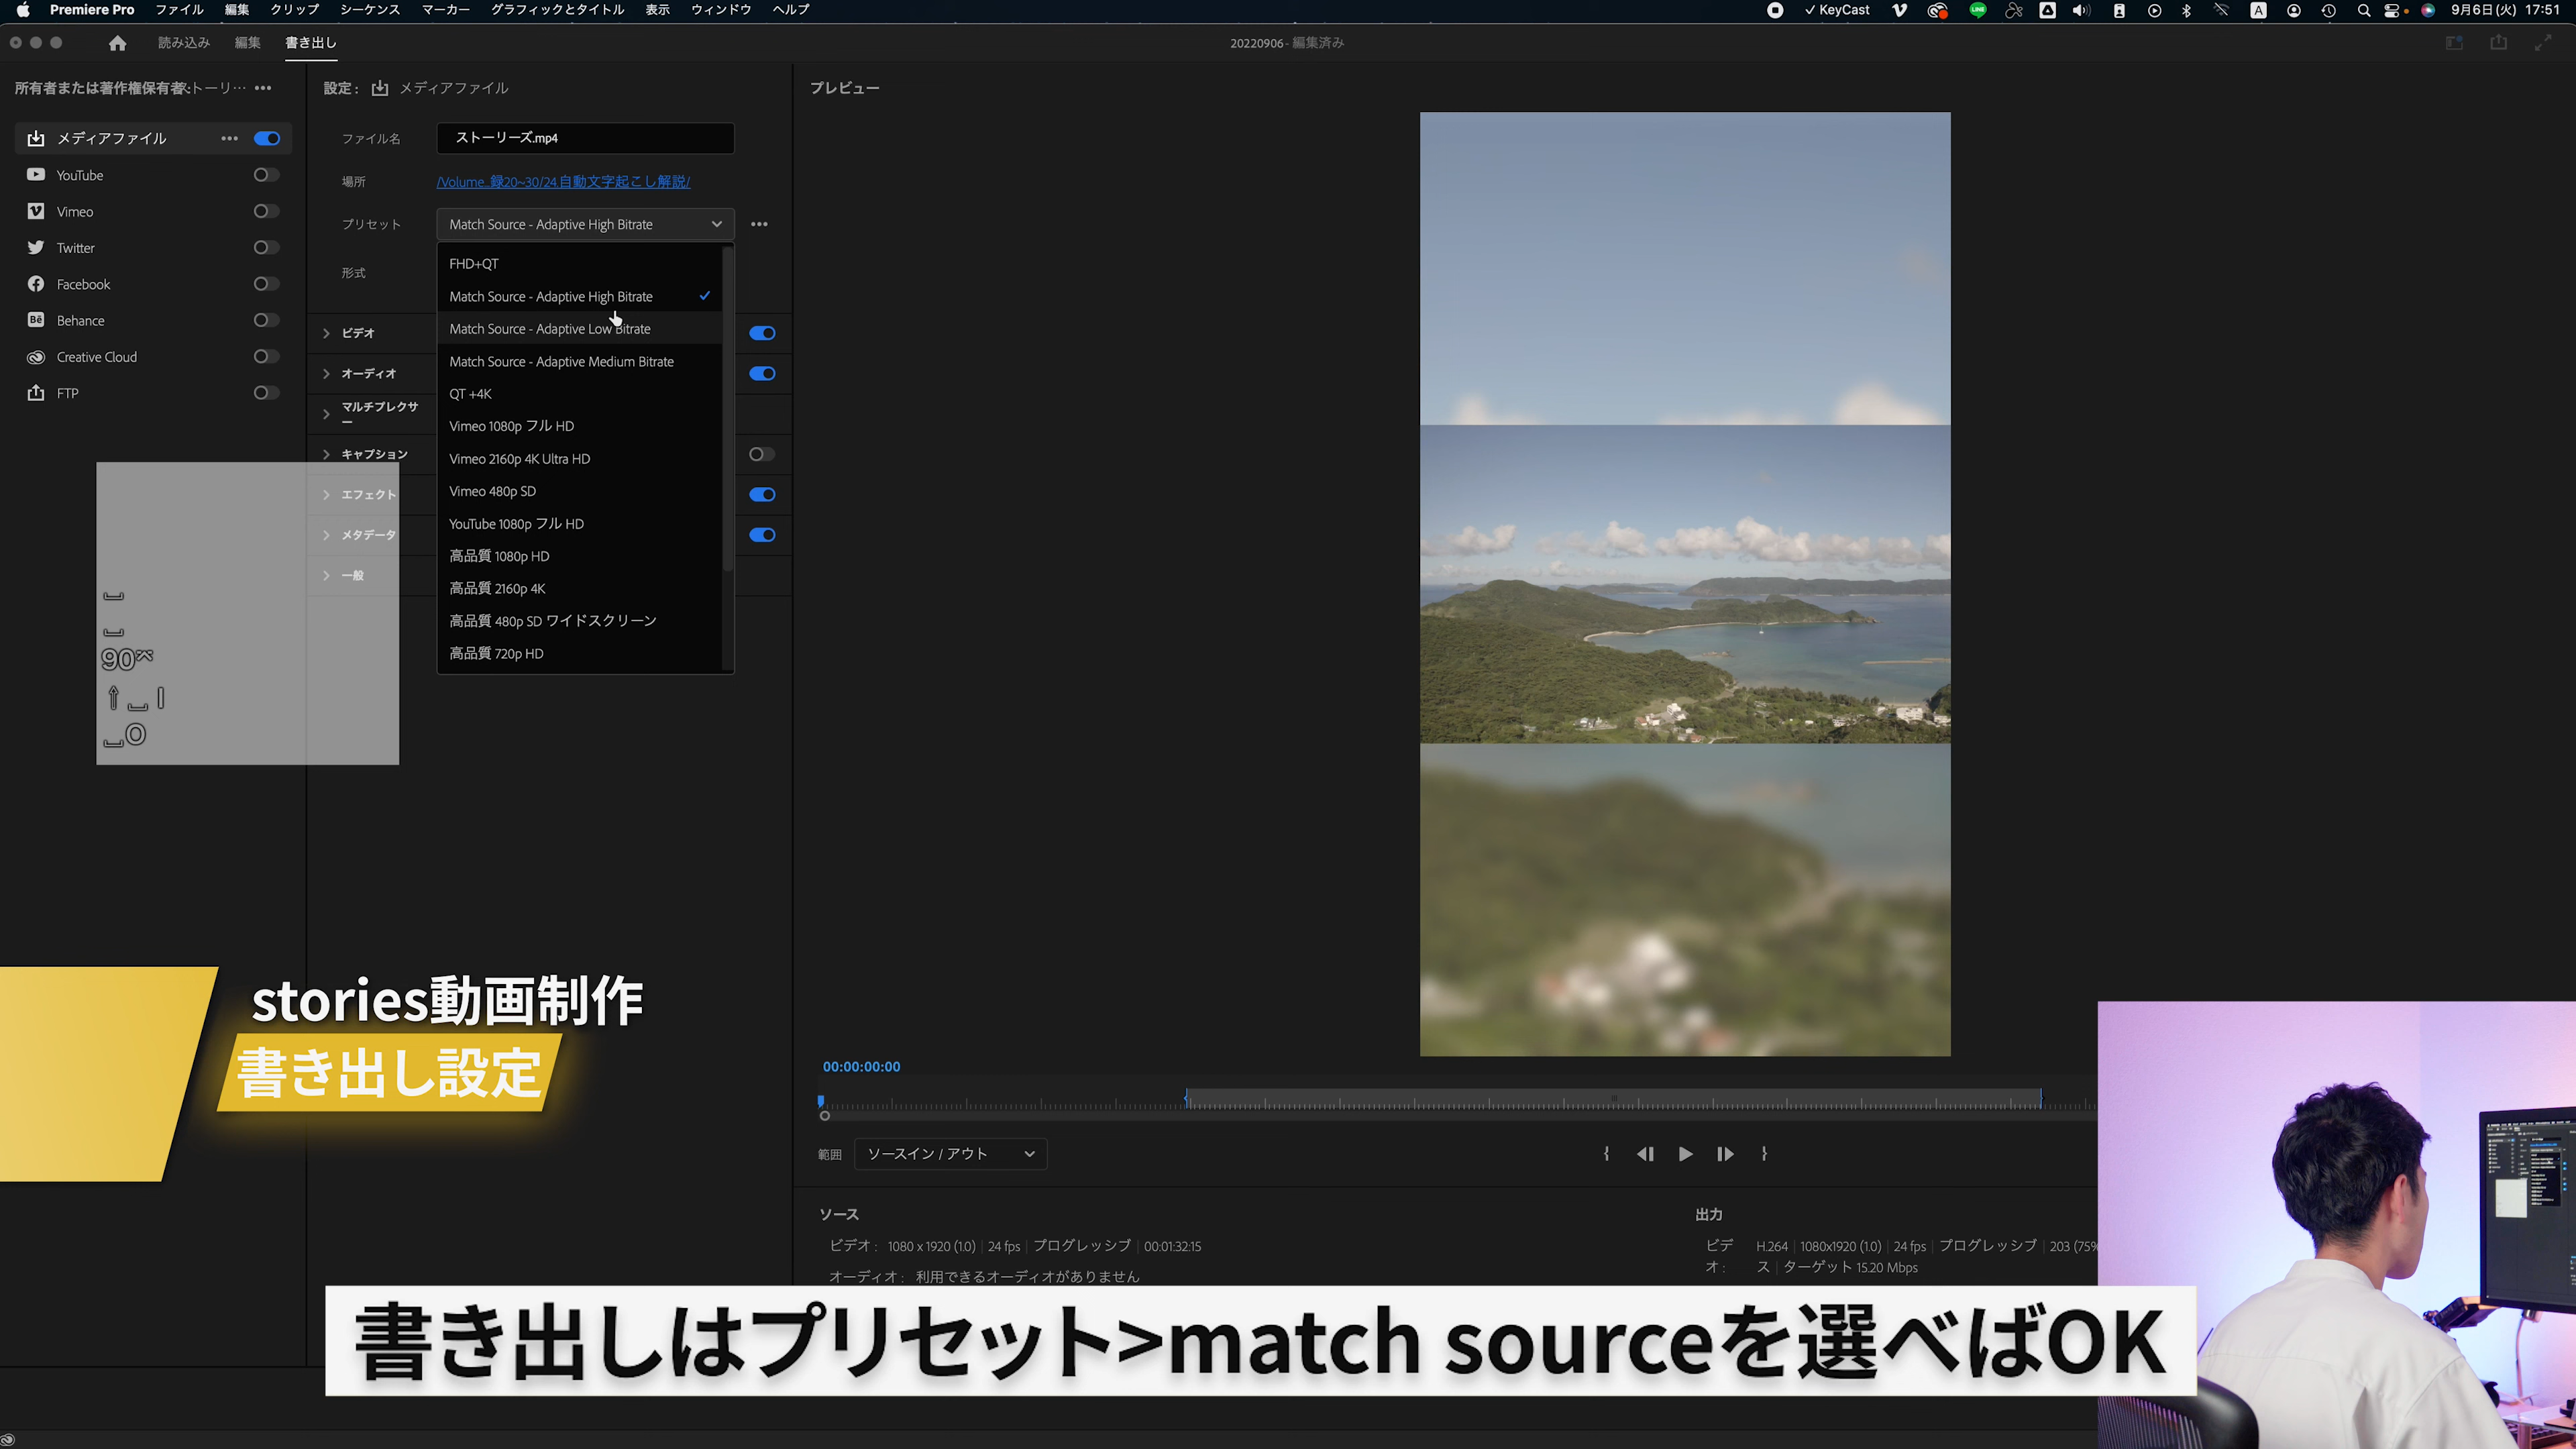 Premiere Pro ファイル 編集 クリップ シーケンス マーカー グラフィックとタイトル 表示 ウィンドウ ヘルプ
✓ KeyCast
LINE
A
9月6日(火) 17:51
読み込み 編集 書き出し
20220906 - 編集済み
所有者または著作権保有者:
トーリ…
メディアファイル
YouTube
Vimeo
Twitter
Facebook
Behance
Creative Cloud
FTP
設定: メディアファイル
ファイル名 ストーリーズ.mp4
場所 /Volume...録20~30/24.自動文字起こし解説/
プリセット Match Source - Adaptive High Bitrate
形式
FHD+QT
Match Source - Adaptive High Bitrate
Match Source - Adaptive Low Bitrate
Match Source - Adaptive Medium Bitrate
QT +4K
Vimeo 1080p フル HD
Vimeo 2160p 4K Ultra HD
Vimeo 480p SD
YouTube 1080p フル HD
高品質 1080p HD
高品質 2160p 4K
高品質 480p SD ワイドスクリーン
高品質 720p HD
ビデオ
オーディオ
マルチプレクサ
ー
キャプション
エフェクト
メタデータ
一般
␣
␣
90
⇧␣I
␣O
プレビュー
00:00:00:00
範囲 ソースイン / アウト
ソース
ビデオ: 1080 x 1920 (1.0) | 24 fps | プログレッシブ | 00:01:32:15
オーディオ: 利用できるオーディオがありません
出力
ビデ H.264 | 1080x1920 (1.0) | 24 fps | プログレッシブ | 203 (75%
オ: ス | ターゲット 15.20 Mbps
stories動画制作
書き出し設定
書き出しはプリセット>match sourceを選べばOK